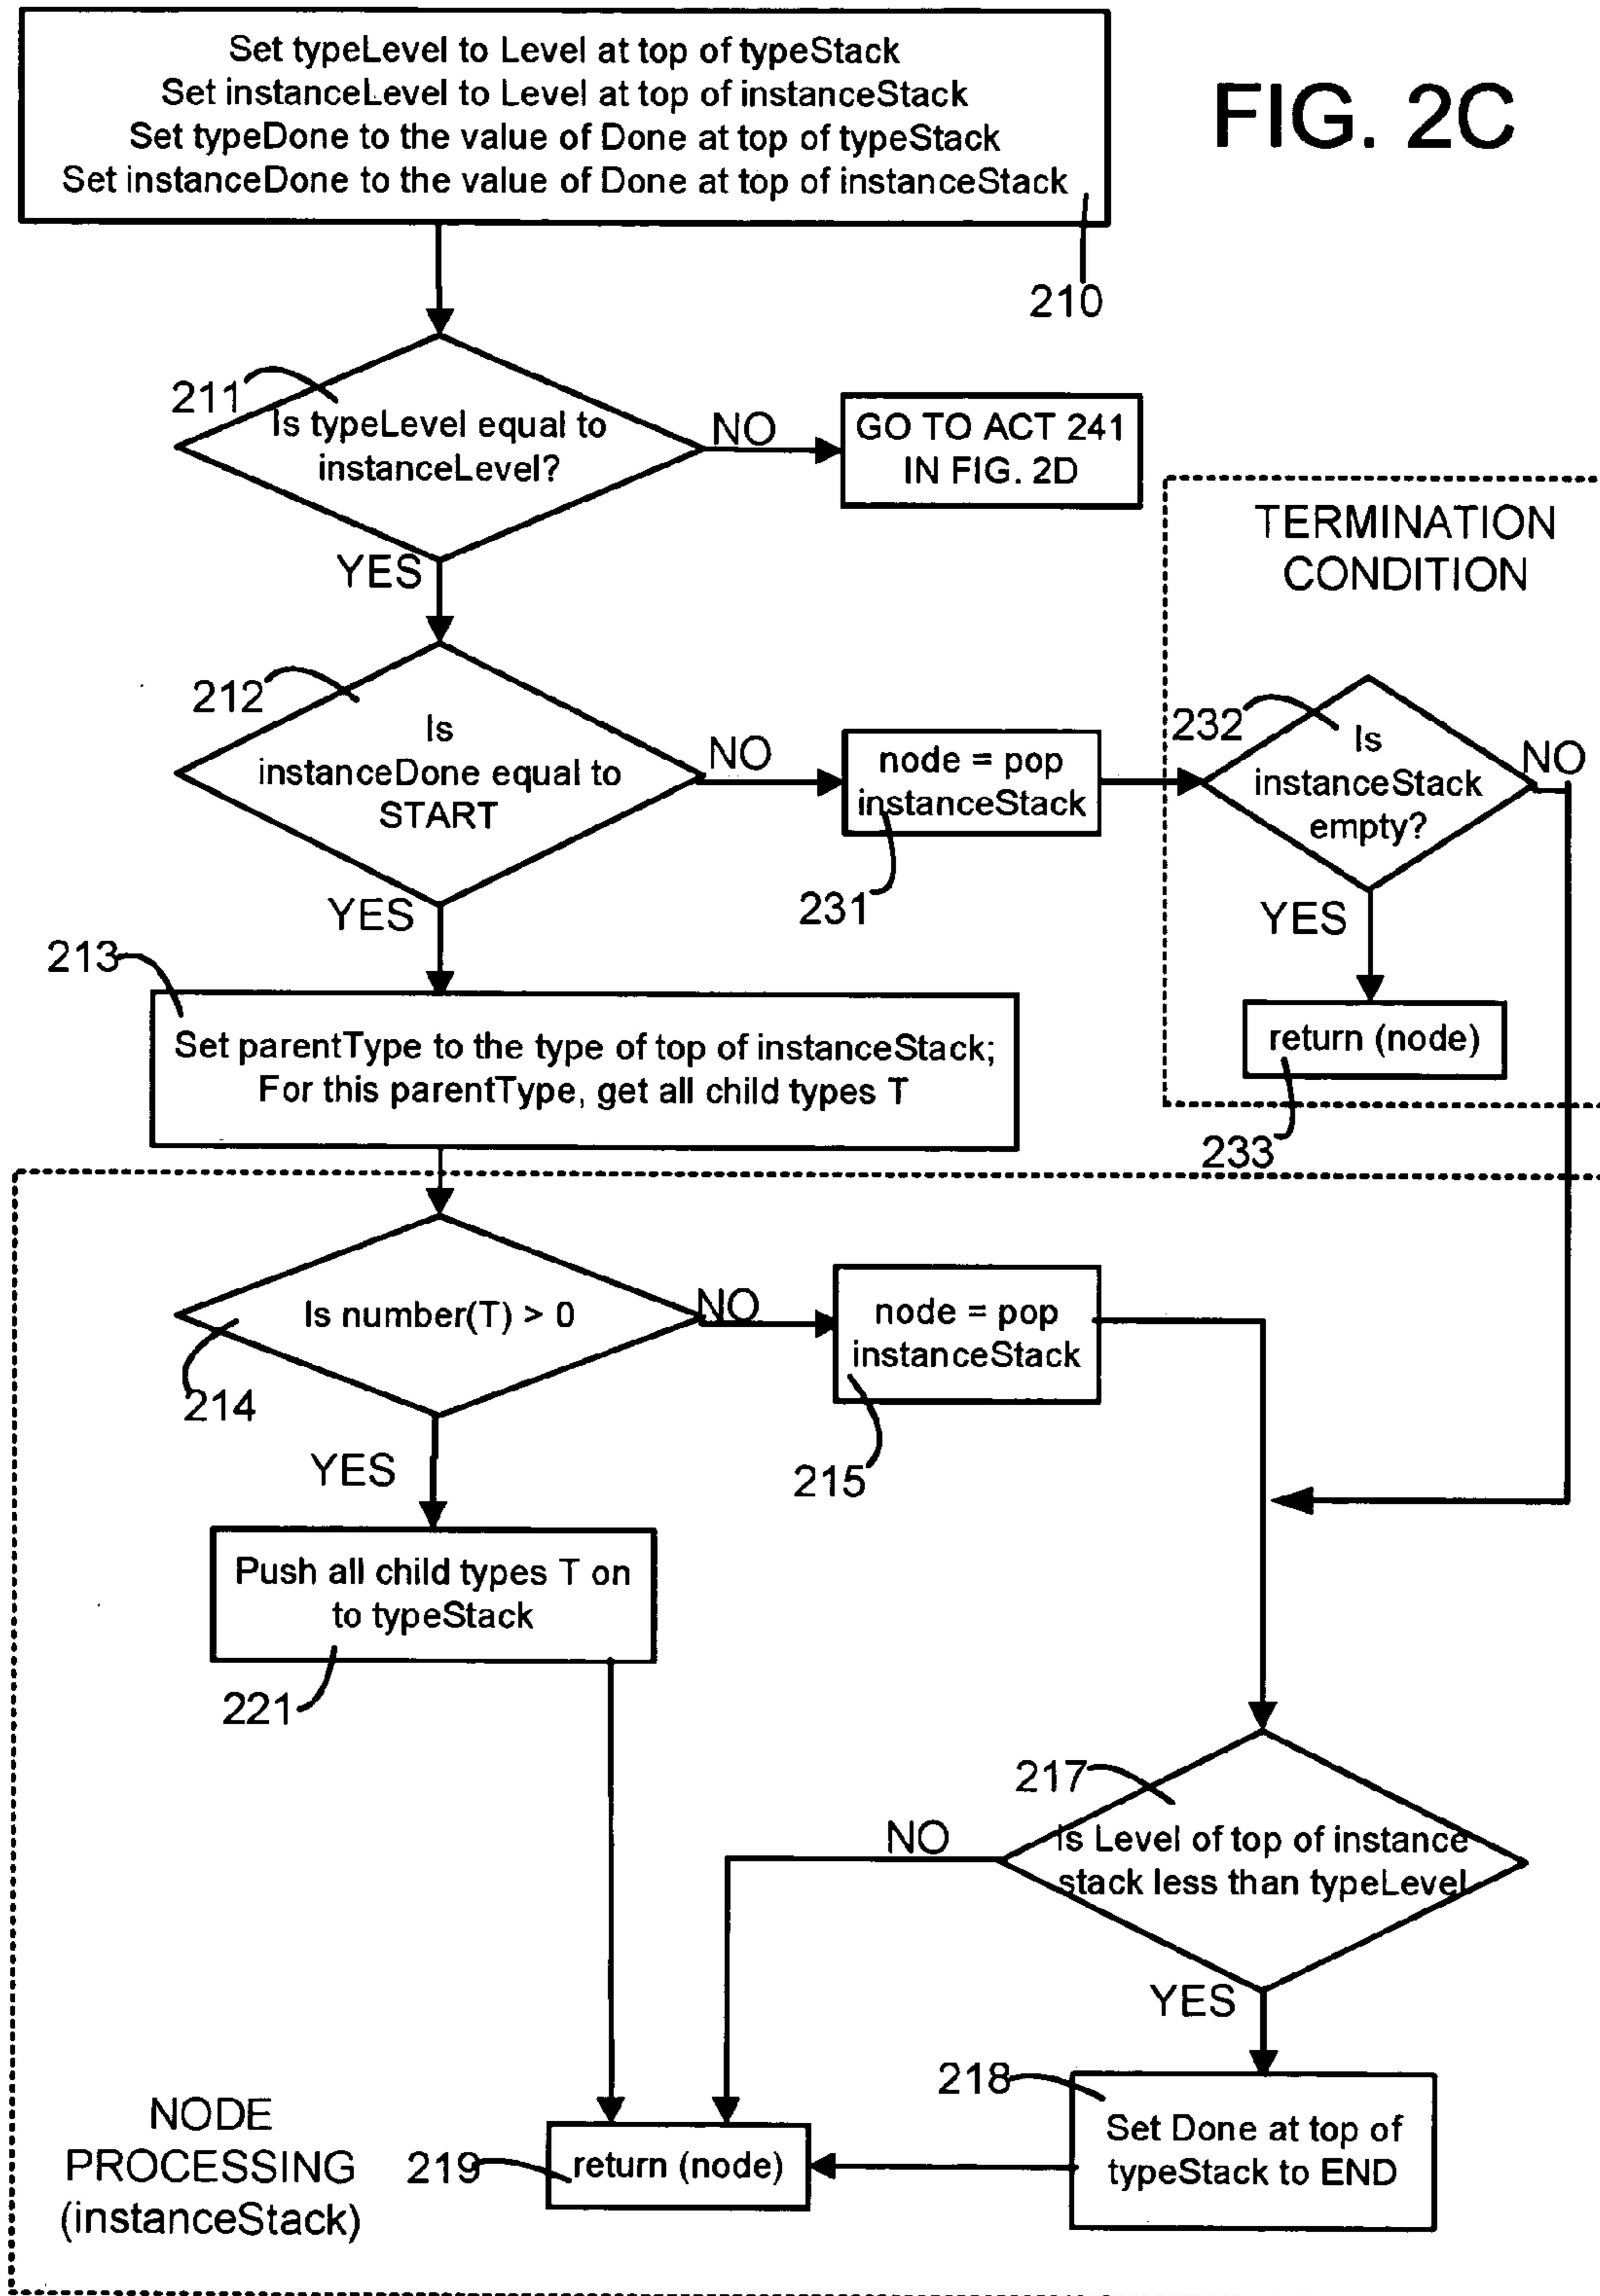 Set typeLevel to Level at top of typeStack
Set instanceLevel to Level at top of instanceStack
Set typeDone to the value of Done at top of typeStack
Set instanceDone to the value of Done at top of instanceStack
FIG. 2C
210
211
Is typeLevel equal to
instanceLevel?
NO
GO TO ACT 241
IN FIG. 2D
YES
TERMINATION
CONDITION
212
Is
instanceDone equal to
START
NO
node = pop
instanceStack
231
232
Is
instanceStack
empty?
NO
YES
YES
return (node)
233
213
Set parentType to the type of top of instanceStack;
For this parentType, get all child types T
Is number(T) > 0
214
NO
node = pop
instanceStack
215
YES
Push all child types T on
to typeStack
221
217
Is Level of top of instance
stack less than typeLevel
NO
YES
218
Set Done at top of
typeStack to END
219
return (node)
NODE
PROCESSING
(instanceStack)